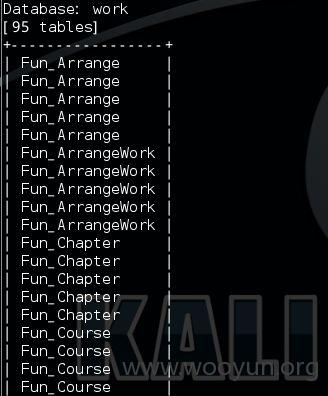 Database: work
[95 tables]
+-----------------+
| Fun_Arrange |
| Fun_Arrange |
| Fun_Arrange |
| Fun_Arrange |
| Fun_Arrange |
| Fun_ArrangeWork |
| Fun_ArrangeWork |
| Fun_ArrangeWork |
| Fun_ArrangeWork |
| Fun_ArrangeWork |
| Fun_Chapter |
| Fun_Chapter |
| Fun_Chapter |
| Fun_Chapter |
| Fun_Chapter |
| Fun_Course |
| Fun_Course |
| Fun_Course |
| Fun_Course |
KALI
www.wooyun.org